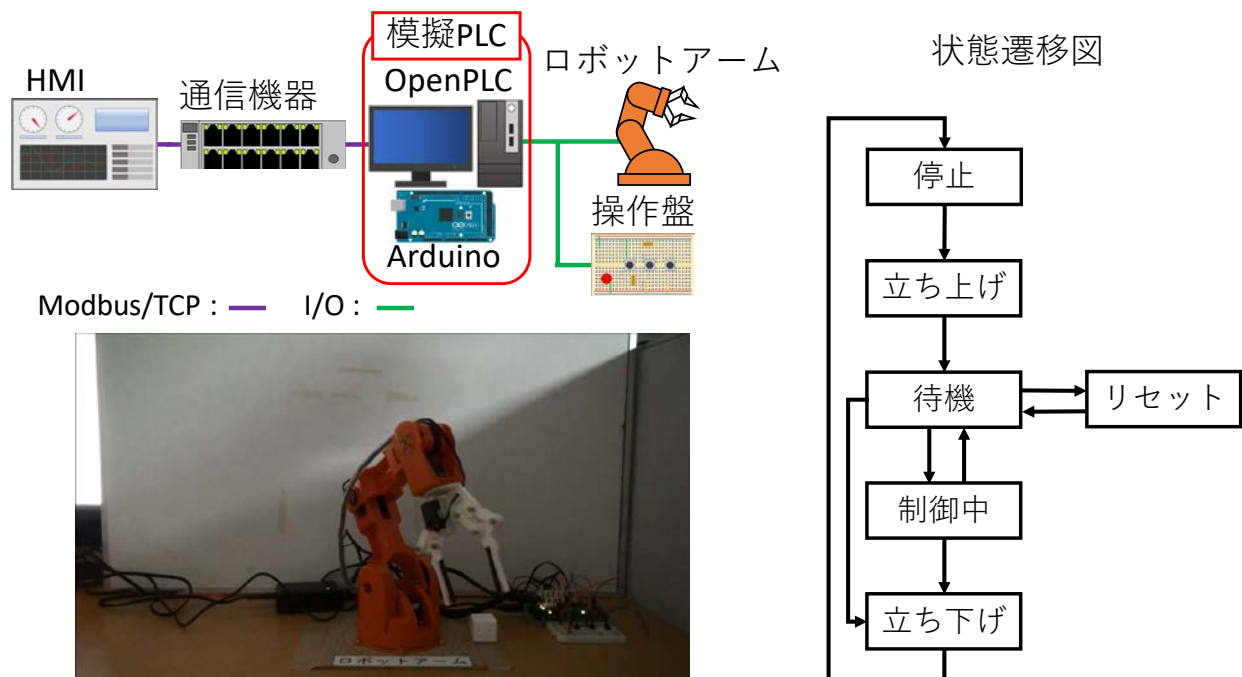 模擬PLC
HMI
通信機器
OpenPLC
ロボットアーム
操作盤
Arduino
Modbus/TCP : I/O :
ロボットアーム
状態遷移図
停止
立ち上げ
待機
リセット
制御中
立ち下げ